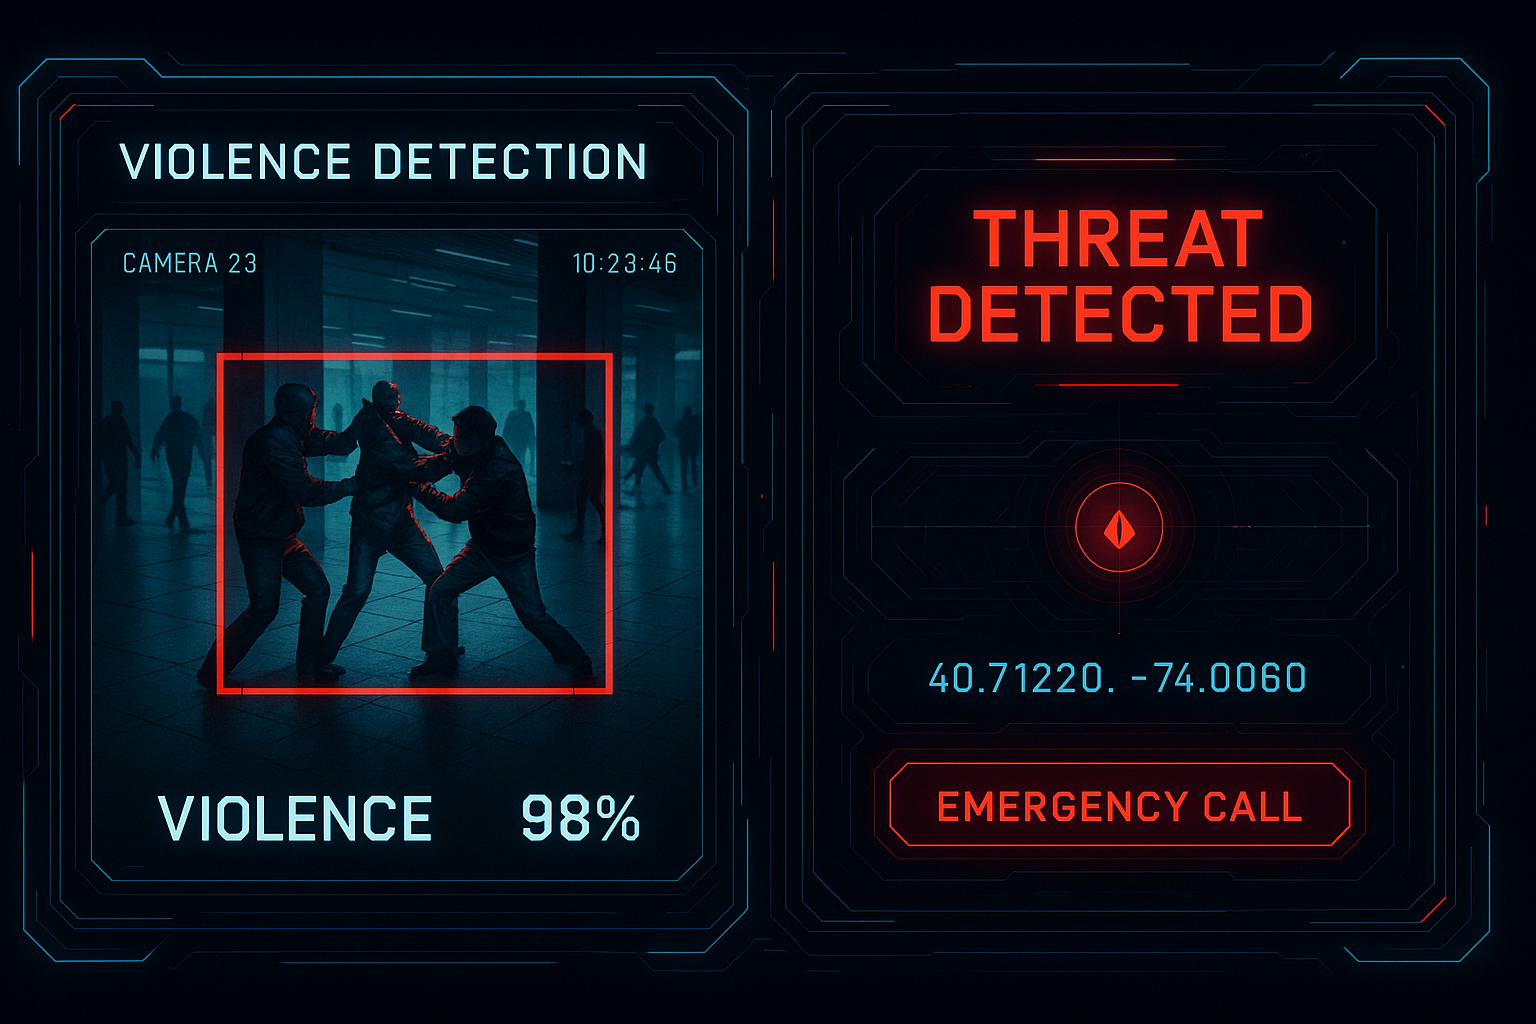 VIOLENCE DETECTION
CAMERA 23
10:23:46
VIOLENCE 98%
THREAT
DETECTED
40.71220. -74.0060
EMERGENCY CALL